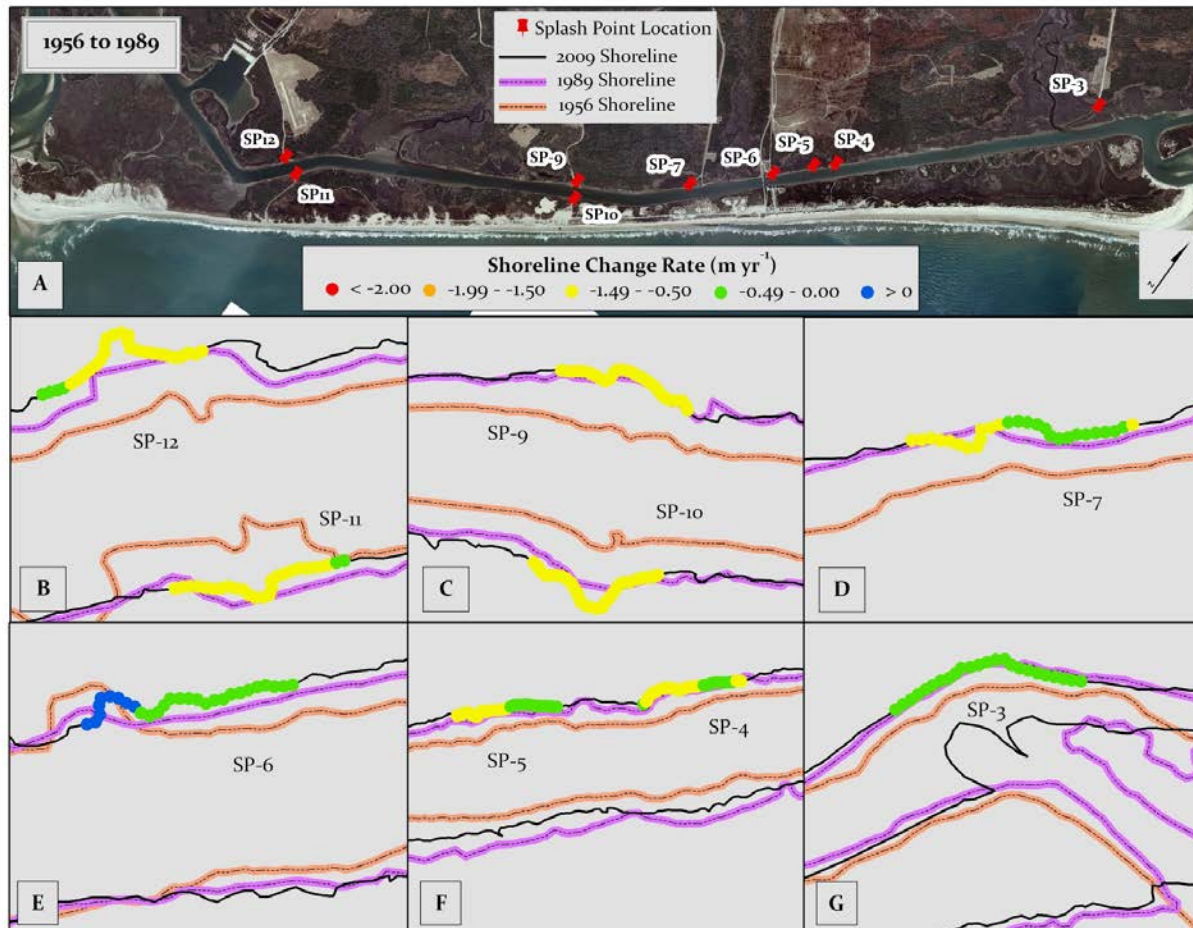 1956 to 1989
Splash Point Location
2009 Shoreline
1989 Shoreline
1956 Shoreline
SP-3
SP12
SP11
SP-9
SP10
SP-7
SP-6
SP-5
SP-4
A
Shoreline Change Rate (m yr⁻¹)
< -2.00 -1.99 - -1.50 -1.49 - -0.50 -0.49 - 0.00 > 0
N
SP-12
SP-11
B
SP-9
SP-10
C
SP-7
D
SP-6
E
SP-5
SP-4
F
SP-3
G